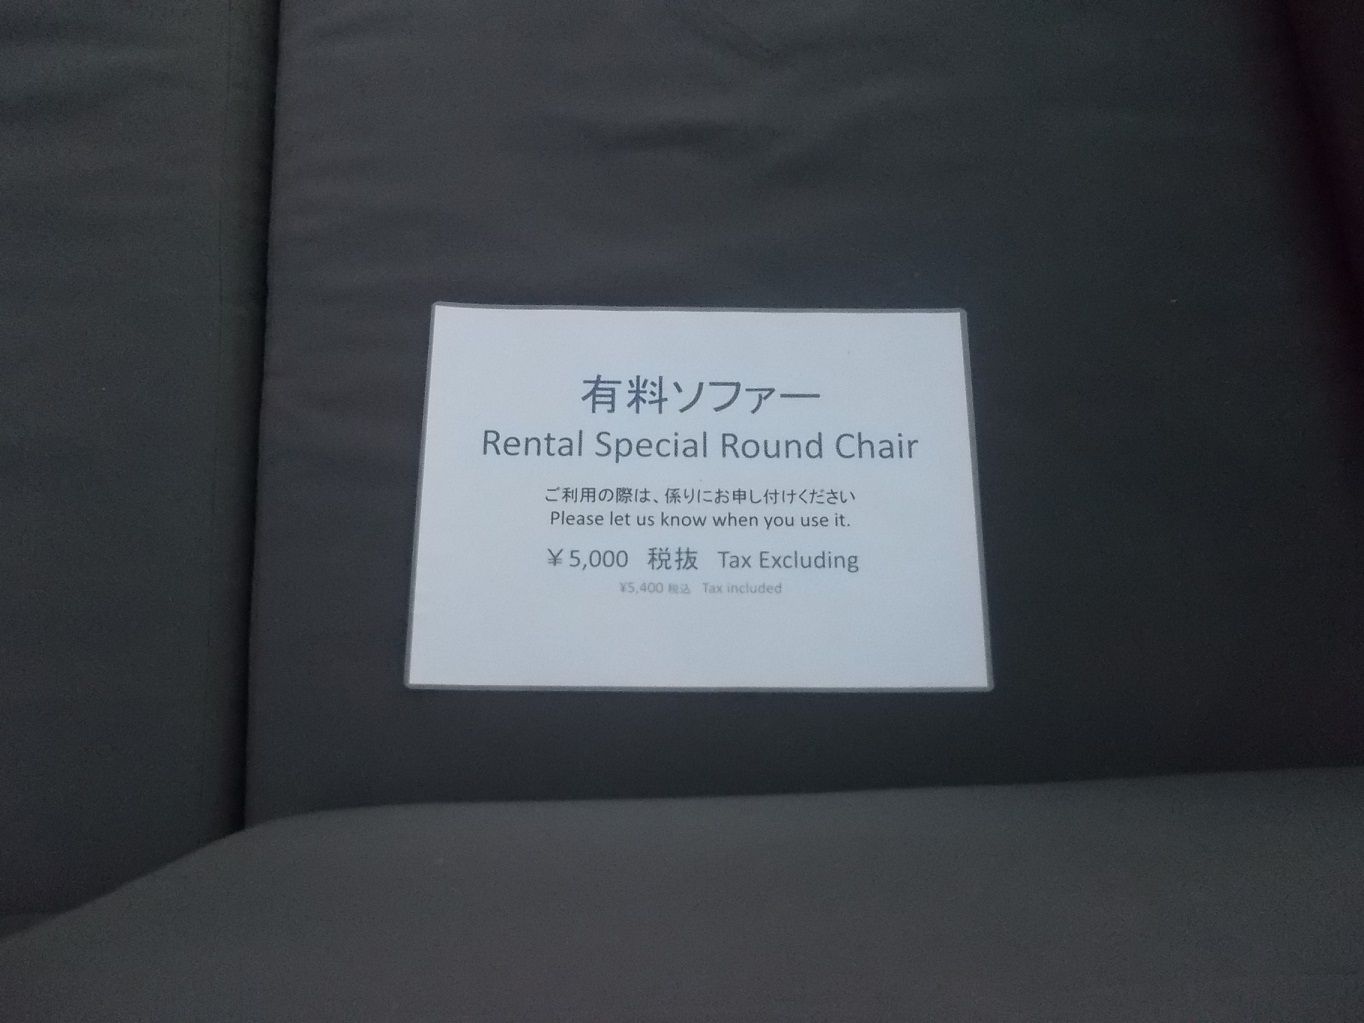 有料ソファー
Rental Special Round Chair
ご利用の際は、係りにお申し付けください
Please let us know when you use it.
￥5,000 税抜 Tax Excluding
¥5,400 税込 Tax included